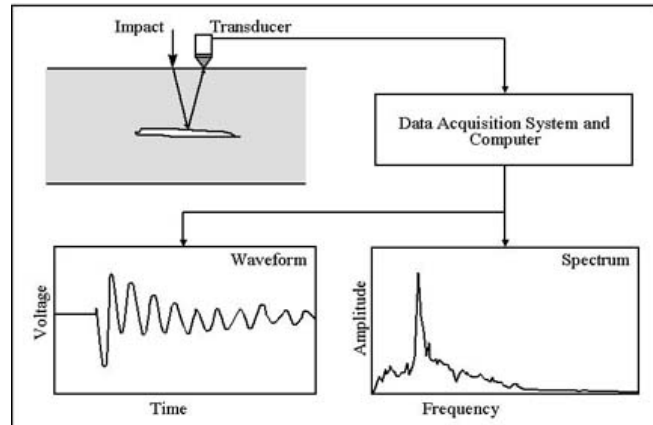 Impact
Transducer
Data Acquisition System and
Computer
Waveform
Voltage
Time
Spectrum
Amplitude
Frequency